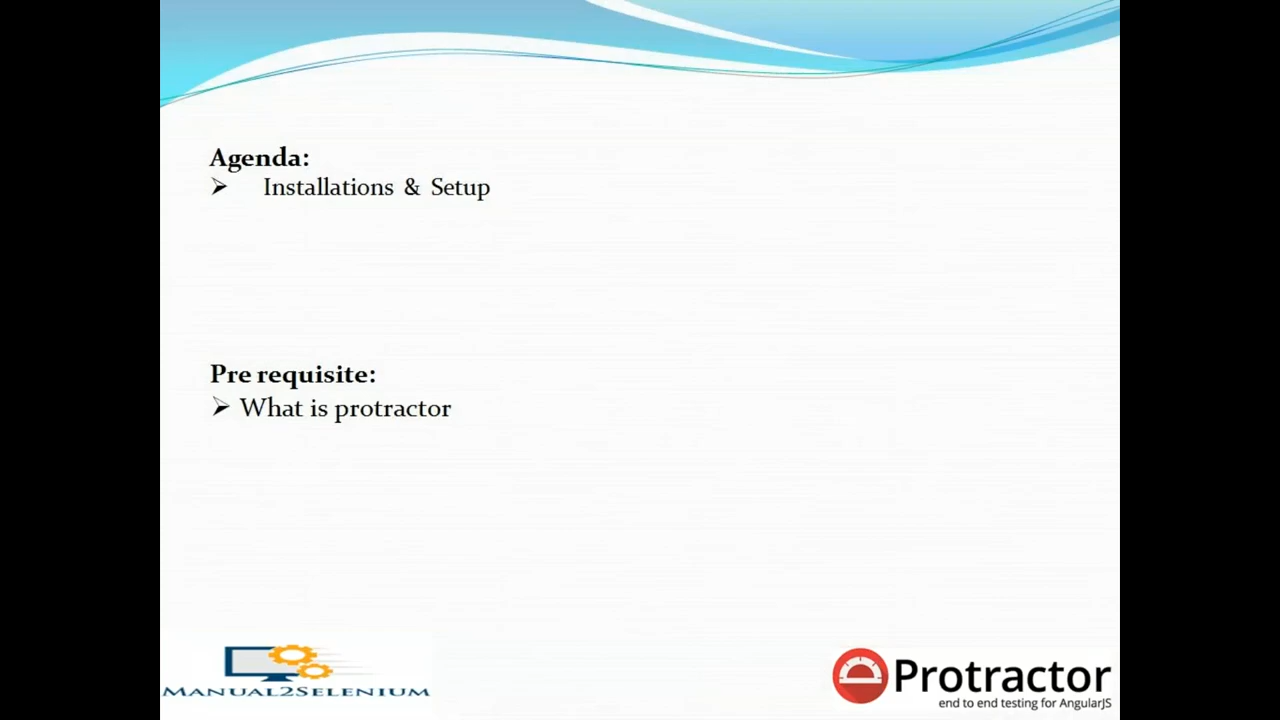 Agenda:
➢ Installations & Setup
Pre requisite:
➢ What is protractor
MANUAL2SELENIUM
Protractor
end to end testing for AngularJS